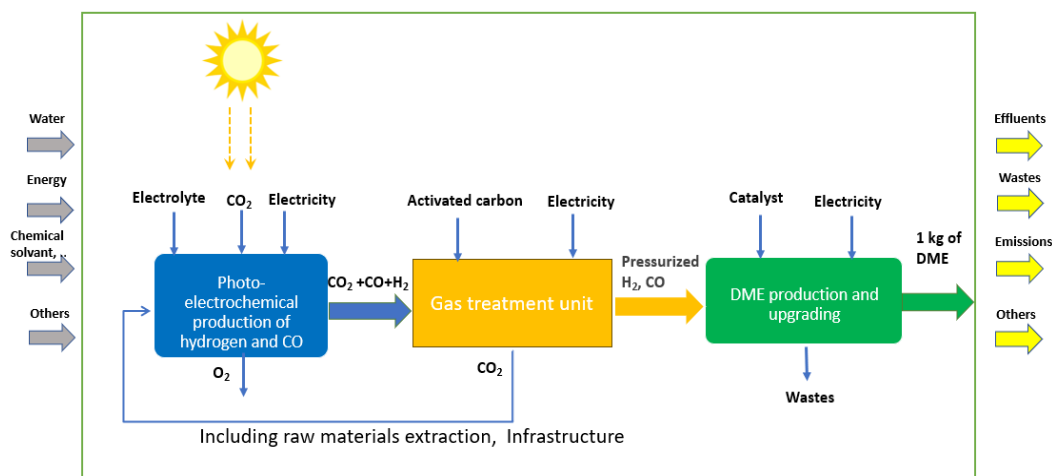 Water
Energy
Chemical
solvent, ..
Others
Electrolyte
CO₂
Electricity
Photo-
electrochemical
production of
hydrogen and CO
O₂
CO₂ +CO+H₂
Activated carbon
Electricity
Gas treatment unit
CO₂
Pressurized
H₂, CO
Catalyst
Electricity
DME production and
upgrading
Wastes
1 kg of
DME
Effluents
Wastes
Emissions
Others
Including raw materials extraction, Infrastructure